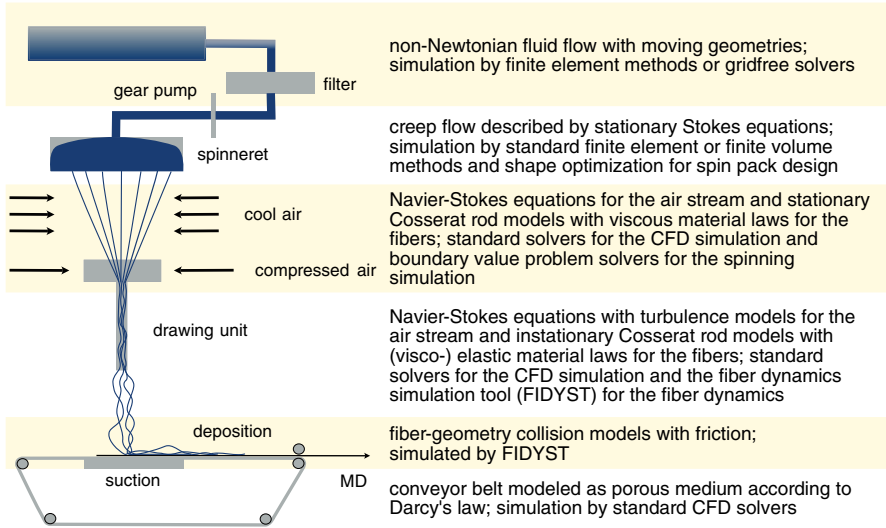 non-Newtonian fluid flow with moving geometries;
simulation by finite element methods or gridfree solvers
filter
gear pump
spinneret
creep flow described by stationary Stokes equations;
simulation by standard finite element or finite volume
methods and shape optimization for spin pack design
cool air
compressed air
Navier-Stokes equations for the air stream and stationary
Cosserat rod models with viscous material laws for the
fibers; standard solvers for the CFD simulation and
boundary value problem solvers for the spinning
simulation
drawing unit
Navier-Stokes equations with turbulence models for the
air stream and instationary Cosserat rod models with
(visco-) elastic material laws for the fibers; standard
solvers for the CFD simulation and the fiber dynamics
simulation tool (FIDYST) for the fiber dynamics
deposition
fiber-geometry collision models with friction;
simulated by FIDYST
suction
MD
conveyor belt modeled as porous medium according to
Darcy's law; simulation by standard CFD solvers